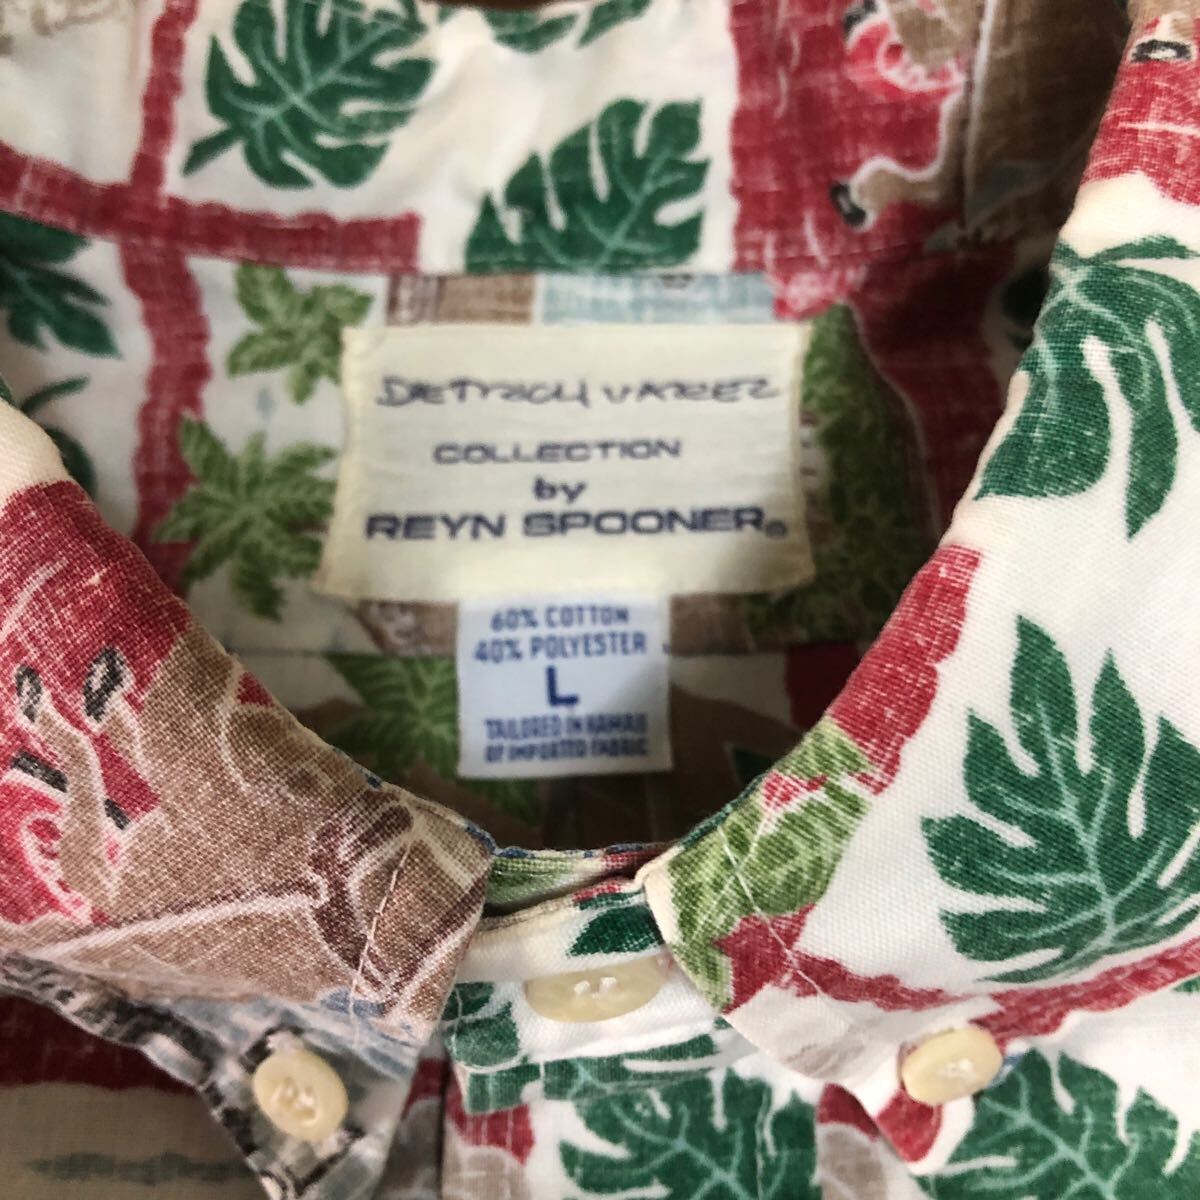 DIETRICH VAREZ
COLLECTION
by
REYN SPOONER®
60% COTTON
40% POLYESTER
L
TAILORED IN HAWAII
OF IMPORTED FABRIC